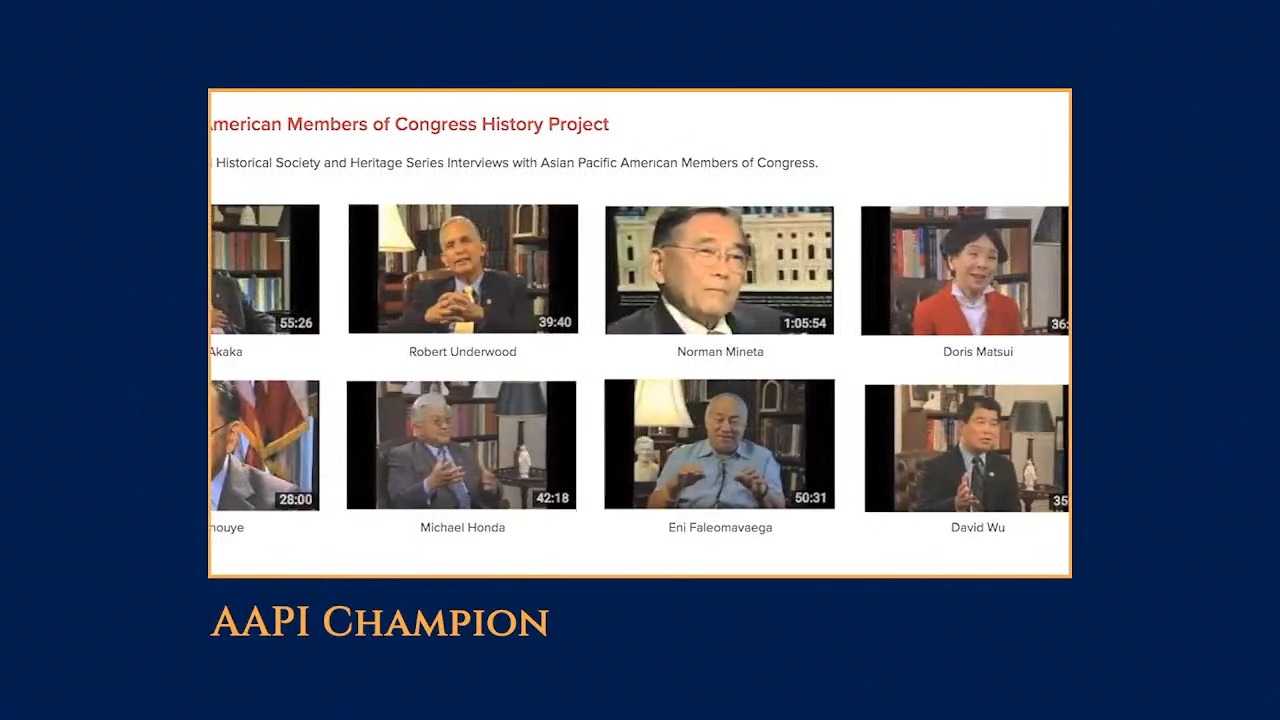 American Members of Congress History Project
Historical Society and Heritage Series Interviews with Asian Pacific American Members of Congress.
55:26
39:40
1:05:54
36:
Akaka
Robert Underwood
Norman Mineta
Doris Matsui
28:00
42:18
50:31
35
nouye
Michael Honda
Eni Faleomavaega
David Wu
AAPI Champion